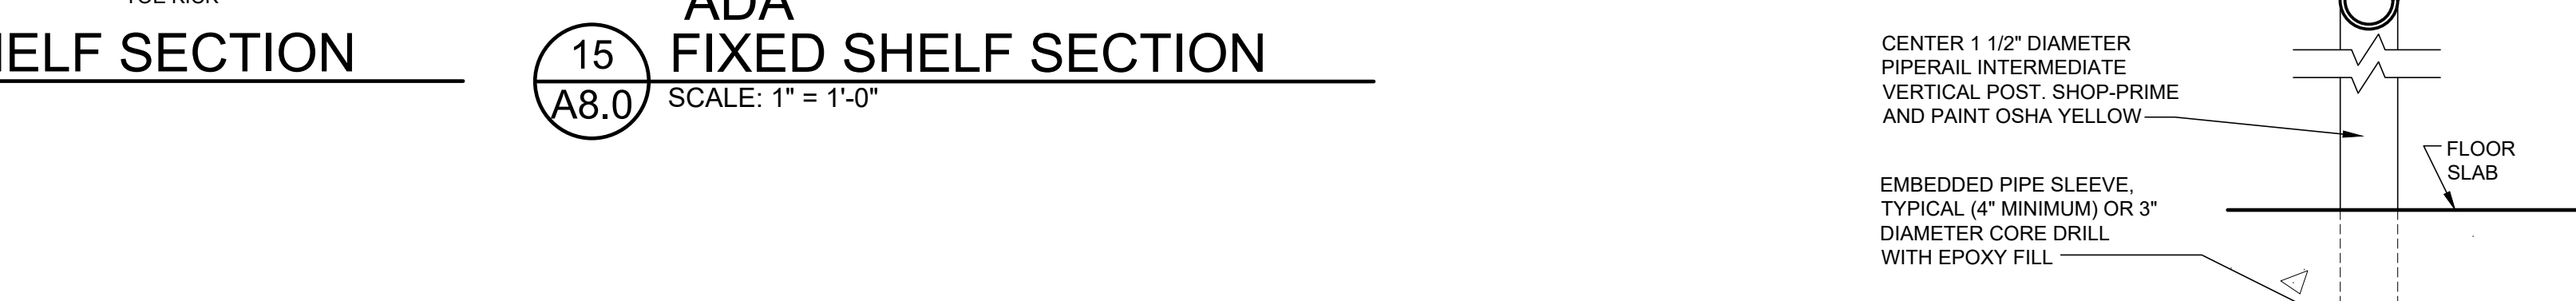 TOE KICK
ELF SECTION
15
A8.0
ADA
FIXED SHELF SECTION
SCALE: 1" = 1'-0"
CENTER 1 1/2" DIAMETER
PIPERAIL INTERMEDIATE
VERTICAL POST. SHOP-PRIME
AND PAINT OSHA YELLOW
EMBEDDED PIPE SLEEVE,
TYPICAL (4" MINIMUM) OR 3"
DIAMETER CORE DRILL
WITH EPOXY FILL
FLOOR
SLAB